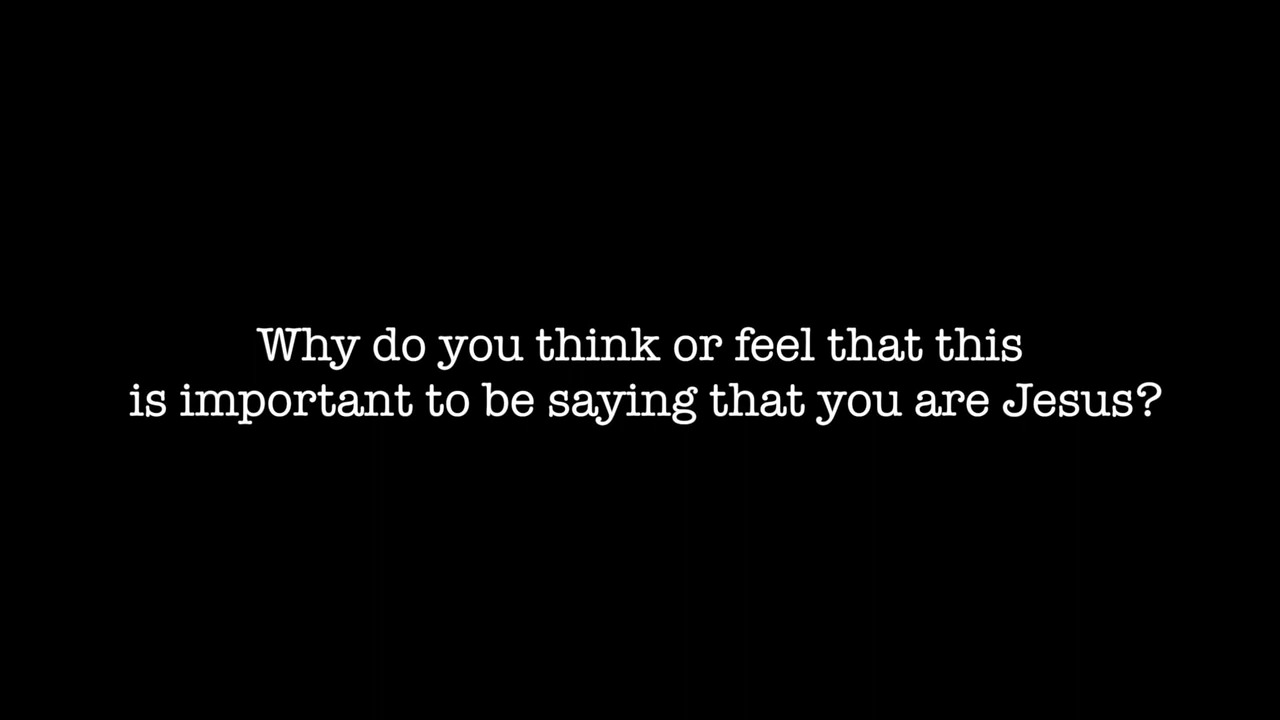 Why do you think or feel that this
is important to be saying that you are Jesus?